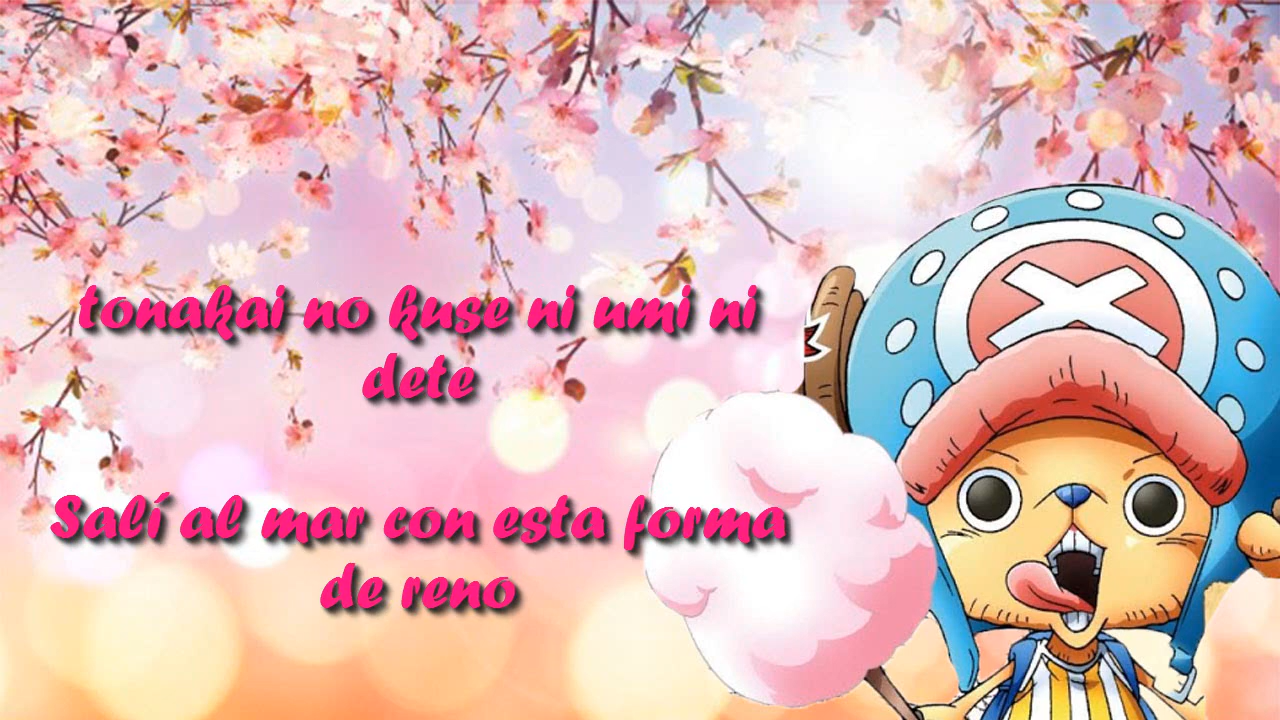 tonakai no kuse ni umi ni
dete
Salí al mar con esta forma
de reno